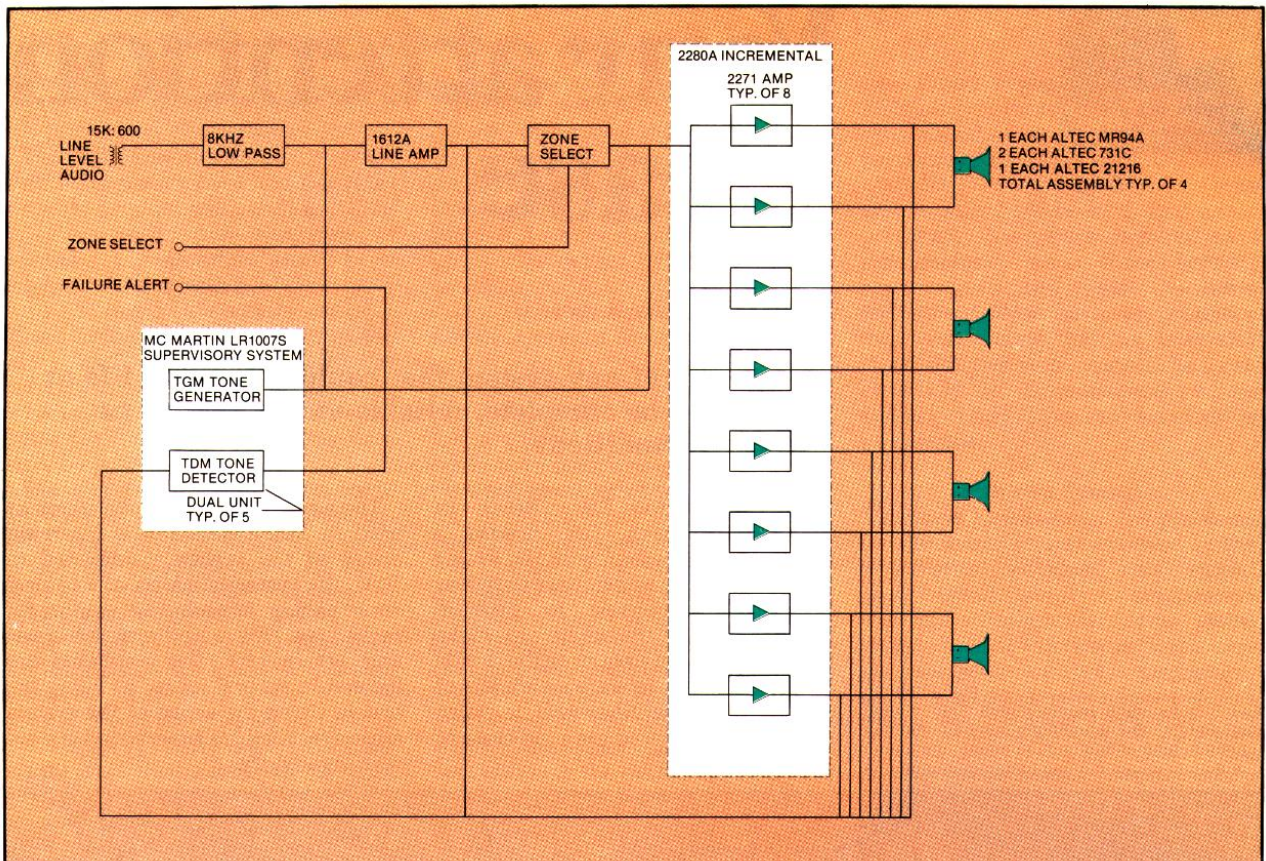 2280A INCREMENTAL
2271 AMP
TYP. OF 8
15K: 600
LINE
LEVEL
AUDIO
8KHZ
LOW PASS
1612A
LINE AMP
ZONE
SELECT
1 EACH ALTEC MR94A
2 EACH ALTEC 731C
1 EACH ALTEC 21216
TOTAL ASSEMBLY TYP. OF 4
ZONE SELECT
FAILURE ALERT
MC MARTIN LR1007S
SUPERVISORY SYSTEM
TGM TONE
GENERATOR
TDM TONE
DETECTOR
DUAL UNIT
TYP. OF 5